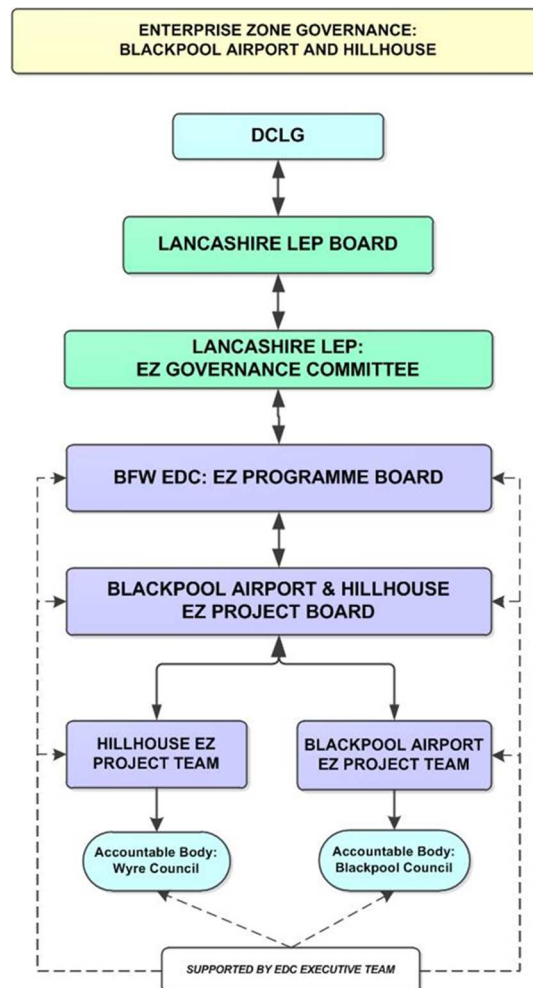 ENTERPRISE ZONE GOVERNANCE:
BLACKPOOL AIRPORT AND HILLHOUSE
DCLG
LANCASHIRE LEP BOARD
LANCASHIRE LEP:
EZ GOVERNANCE COMMITTEE
BFW EDC: EZ PROGRAMME BOARD
BLACKPOOL AIRPORT & HILLHOUSE
EZ PROJECT BOARD
HILLHOUSE EZ
PROJECT TEAM
BLACKPOOL AIRPORT
EZ PROJECT TEAM
Accountable Body:
Wyre Council
Accountable Body:
Blackpool Council
SUPPORTED BY EDC EXECUTIVE TEAM